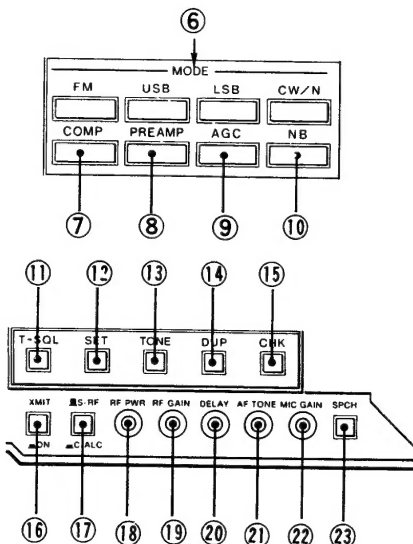 ⑥
MODE
FM USB LSB CW/N
COMP PREAMP AGC NB
⑦ ⑧ ⑨ ⑩
⑪ ⑫ ⑬ ⑭ ⑮
T-SQL SET TONE DUP CHK
XMIT S·RF RF PWR RF GAIN DELAY AF TONE MIC GAIN SPCH
ON C·ALC
⑯ ⑰ ⑱ ⑲ ⑳ ㉑ ㉒ ㉓